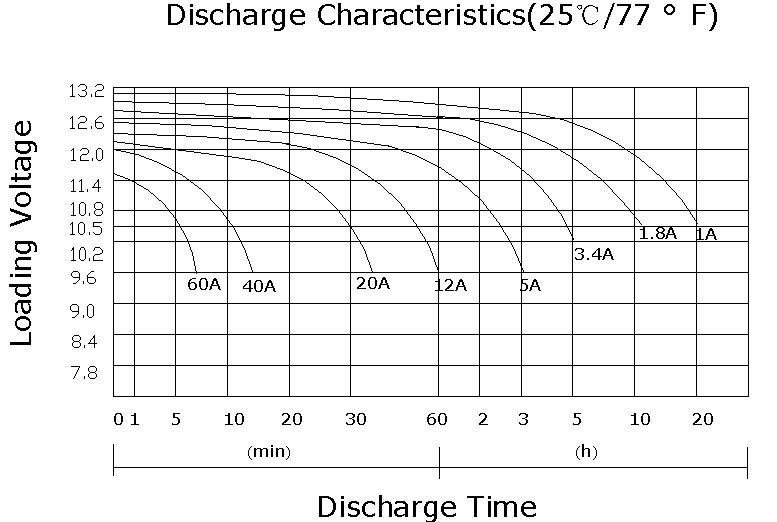 Discharge Characteristics(25℃/77 ° F)
Loading Voltage
13.2
12.6
12.0
11.4
10.8
10.5
10.2
9.6
9.0
8.4
7.8
60A 40A 20A 12A 5A 3.4A 1.8A 1A
0 1 5 10 20 30 60 2 3 5 10 20
(min) (h)
Discharge Time